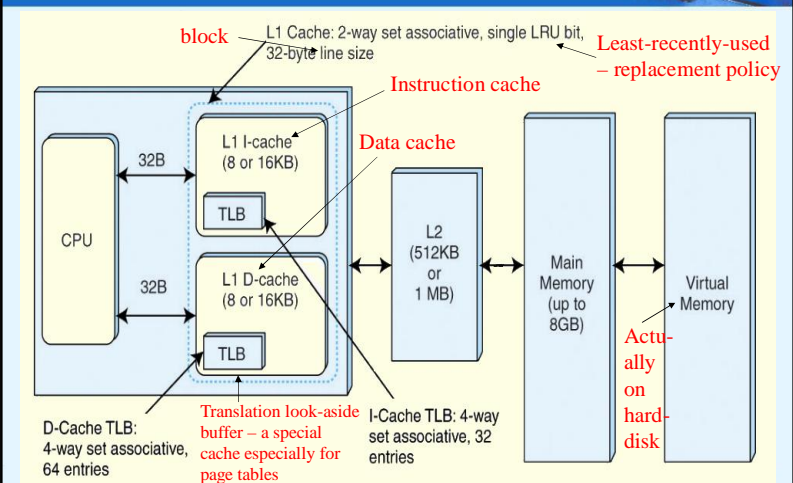 block
L1 Cache: 2-way set associative, single LRU bit,
32-byte line size
Least-recently-used
– replacement policy
Instruction cache
Data cache
CPU
32B
32B
L1 I-cache
(8 or 16KB)
TLB
L1 D-cache
(8 or 16KB)
TLB
L2
(512KB
or
1 MB)
Main
Memory
(up to
8GB)
Virtual
Memory
Actu-
ally
on
hard-
disk
D-Cache TLB:
4-way set associative,
64 entries
Translation look-aside
buffer – a special
cache especially for
page tables
I-Cache TLB: 4-way
set associative, 32
entries